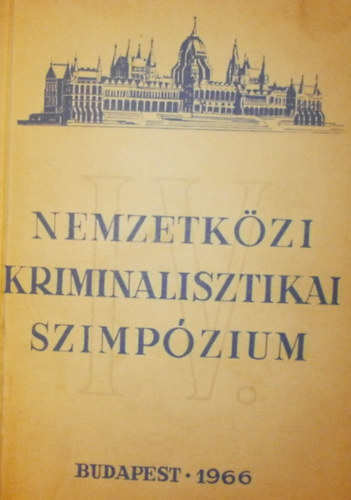 IV.
NEMZETKÖZI
KRIMINALISZTIKAI
SZIMPÓZIUM
BUDAPEST · 1966